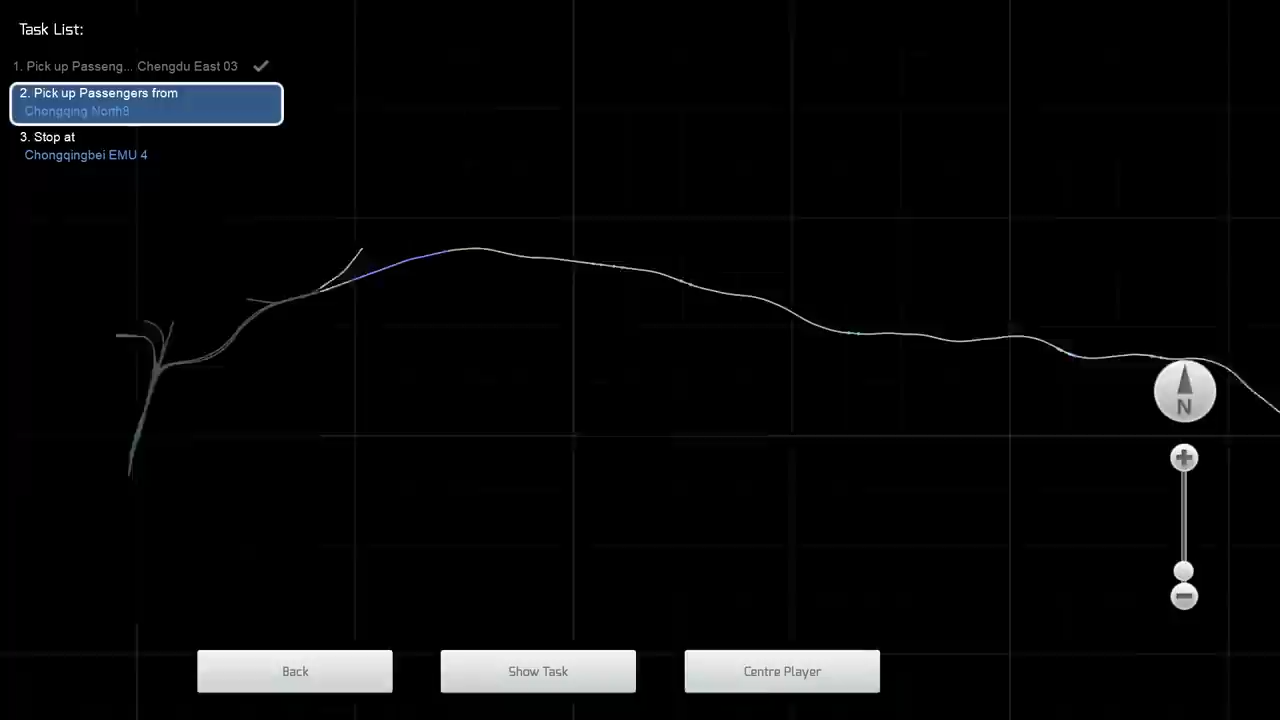 Task List:
1. Pick up Passeng... Chengdu East 03
2. Pick up Passengers from
Chongqing North8
3. Stop at
Chongqingbei EMU 4
N
Back
Show Task
Centre Player